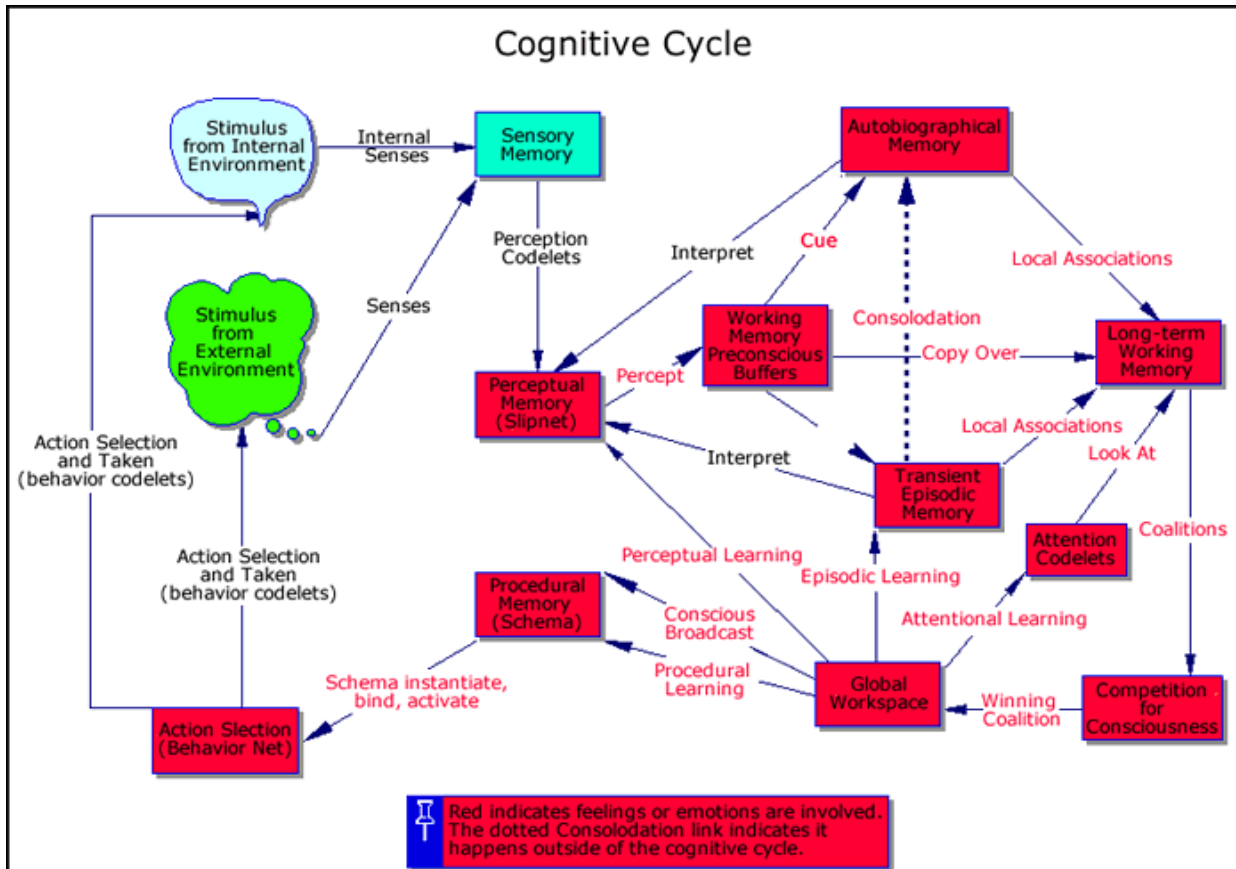 Cognitive Cycle
Stimulus
from Internal
Environment
Internal
Senses
Sensory
Memory
Autobiographical
Memory
Perception
Codelets
Interpret
Cue
Local Associations
Senses
Stimulus
from
External
Environment
Working
Memory
Preconscious
Buffers
Consolodation
Copy Over
Long-term
Working
Memory
Percept
Perceptual
Memory
(Slipnet)
Action Selection
and Taken
(behavior codelets)
Interpret
Local Associations
Look At
Transient
Episodic
Memory
Attention
Codelets
Coalitions
Action Selection
and Taken
(behavior codelets)
Perceptual Learning
Episodic Learning
Procedural
Memory
(Schema)
Conscious
Broadcast
Attentional Learning
Procedural
Learning
Schema instantiate,
bind, activate
Global
Workspace
Winning
Coalition
Competition
for
Consciousness
Action Slection
(Behavior Net)
Red indicates feelings or emotions are involved.
The dotted Consolodation link indicates it
happens outside of the cognitive cycle.